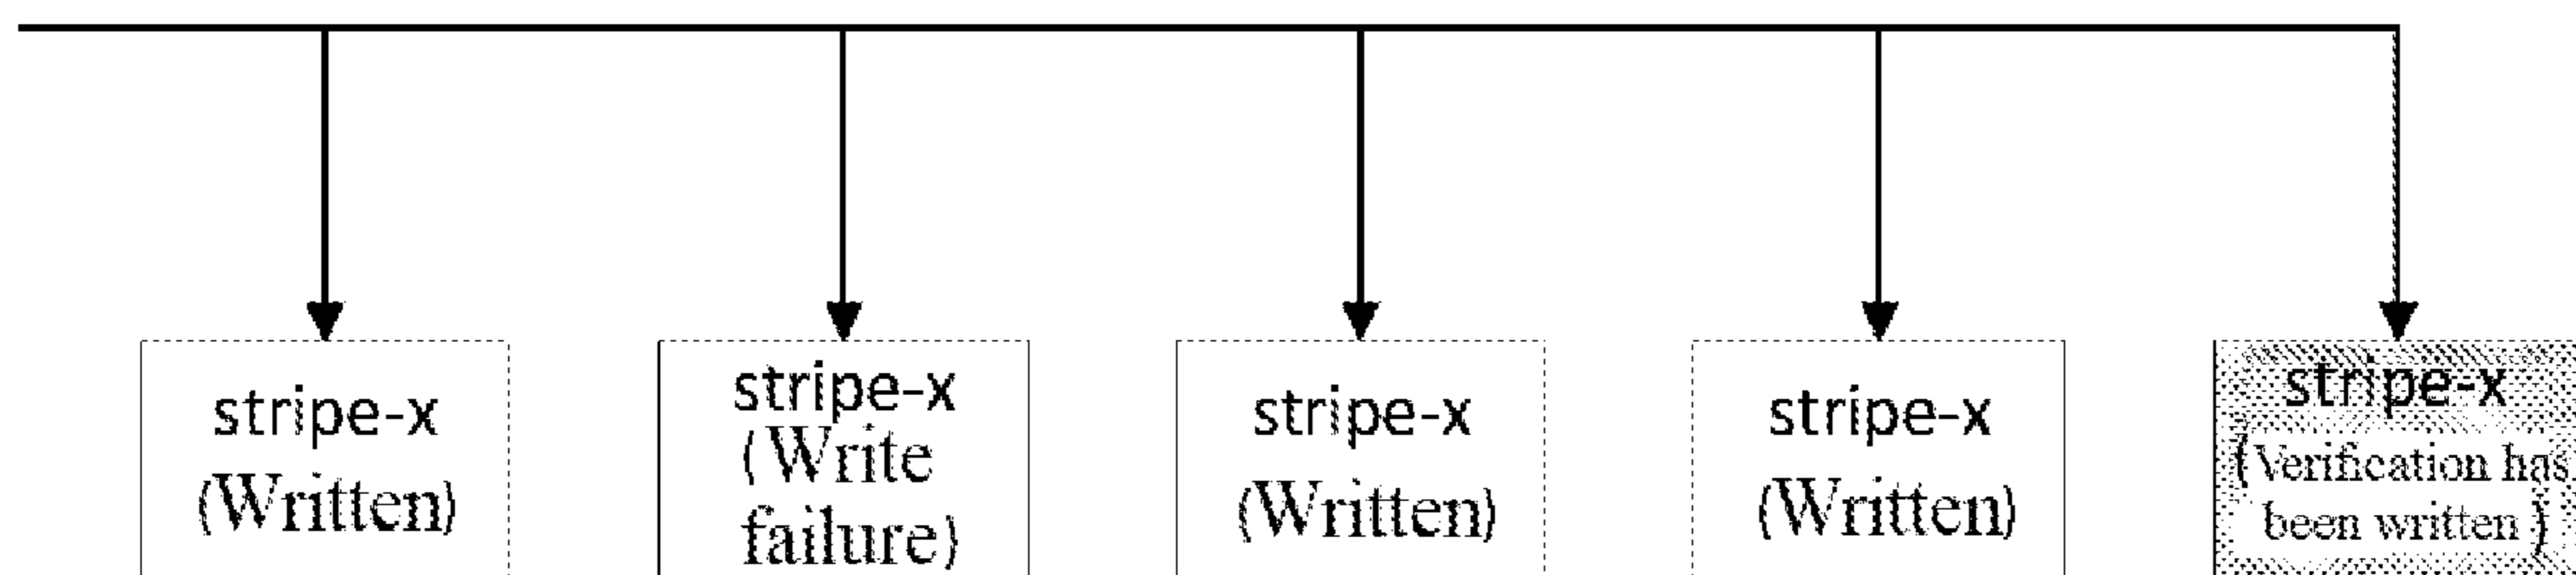 stripe-x
(Written)
stripe-x
(Write
failure)
stripe-x
(Written)
stripe-x
(Written)
stripe-x
(Verification has
been written)